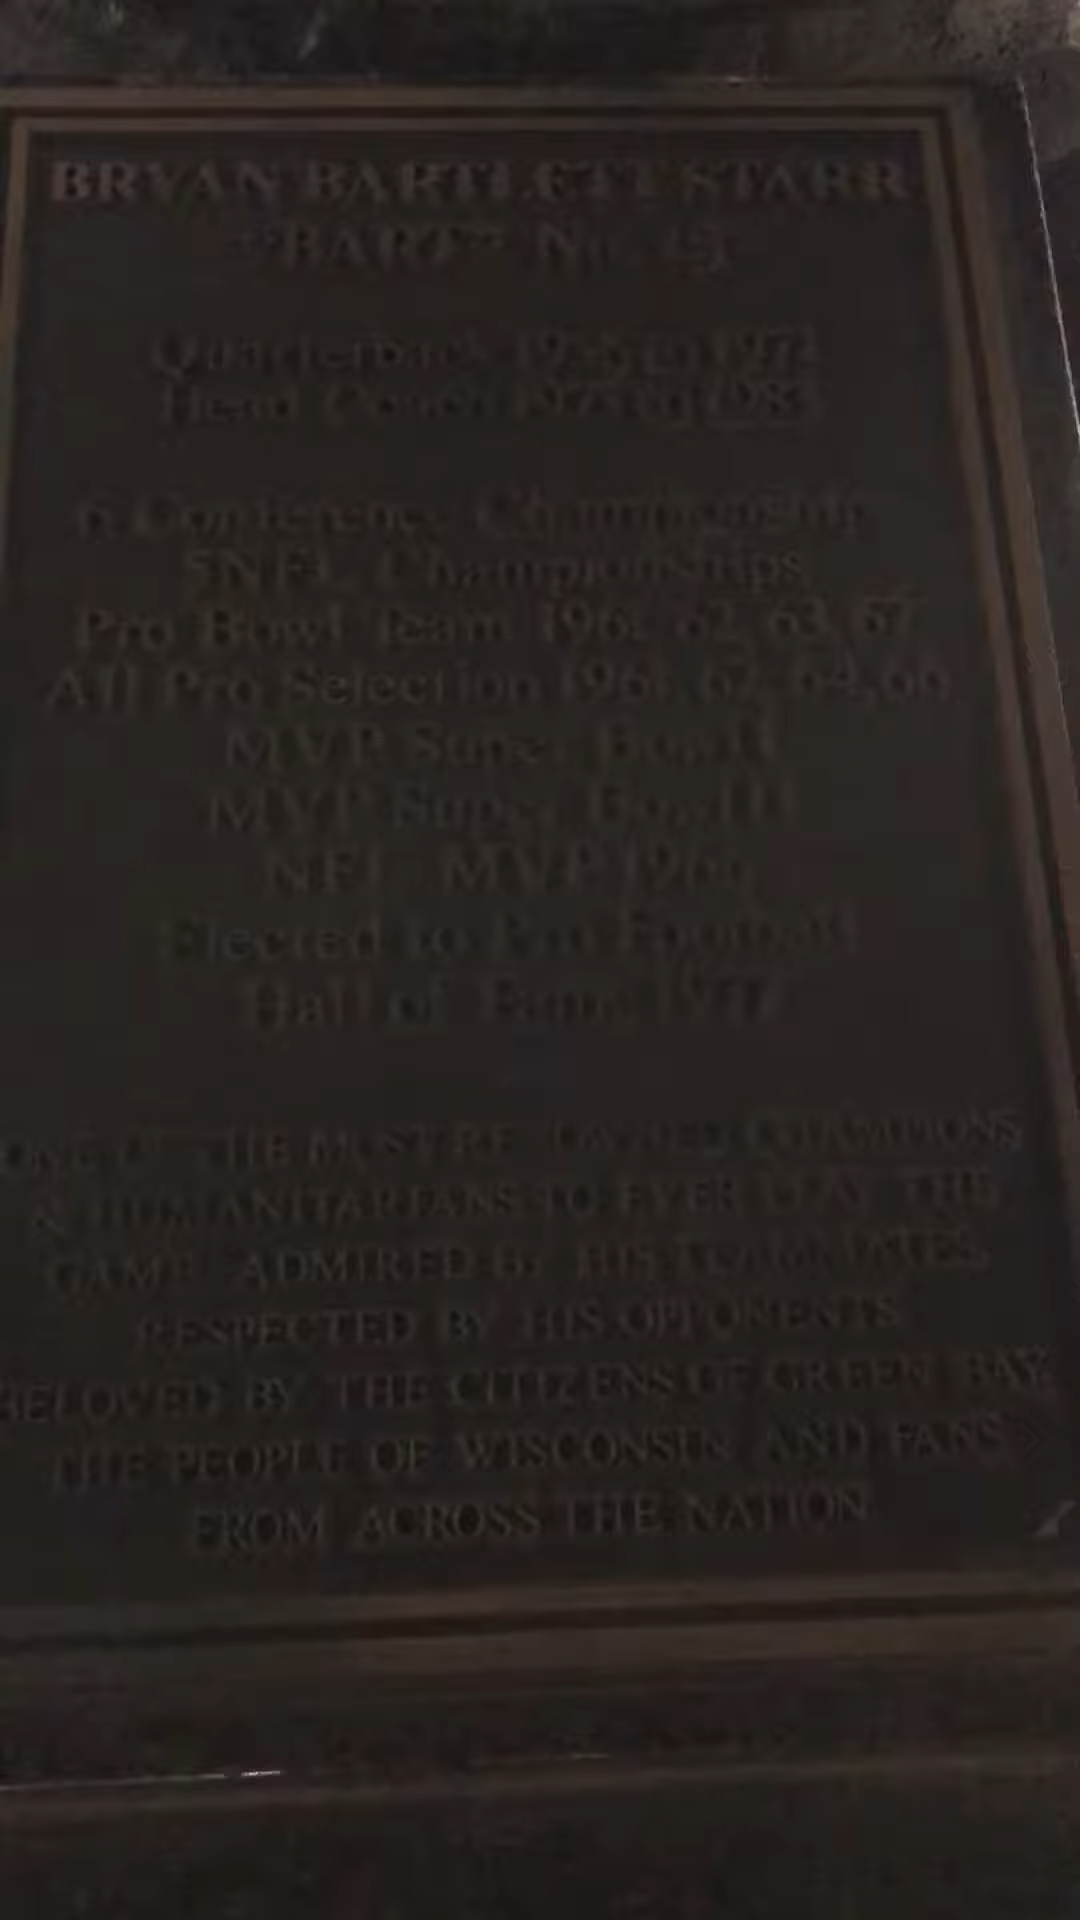 BRYAN BARTLETT STARR
"BART" No. 15
Quarterback 1956 to 1971
Head Coach 1975 to 1983
6 Conference Championship
5 NFL Championships
Pro Bowl Team 1961, 62, 63, 67
All Pro Selection 1961, 62, 64, 66
MVP Super Bowl I
MVP Super Bowl II
NFL MVP 1966
Elected to Pro Football
Hall of Fame 1977
ONE OF THE MOST CHAMPIONS
& HUMANITARIANS TO EVER PLAY THE
GAME ADMIRED BY HIS TEAMMATES,
RESPECTED BY HIS OPPONENTS
BELOVED BY THE CITIZENS OF GREEN BAY,
THE PEOPLE OF WISCONSIN AND FANS
FROM ACROSS THE NATION